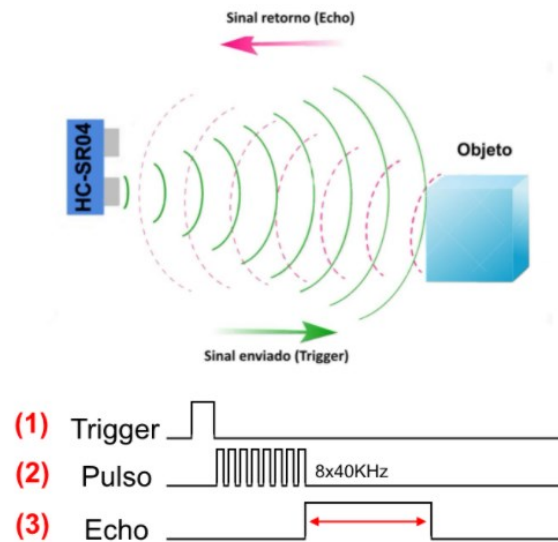 Sinal retorno (Echo)
HC-SR04
Objeto
Sinal enviado (Trigger)
(1) Trigger
(2) Pulso 8x40KHz
(3) Echo